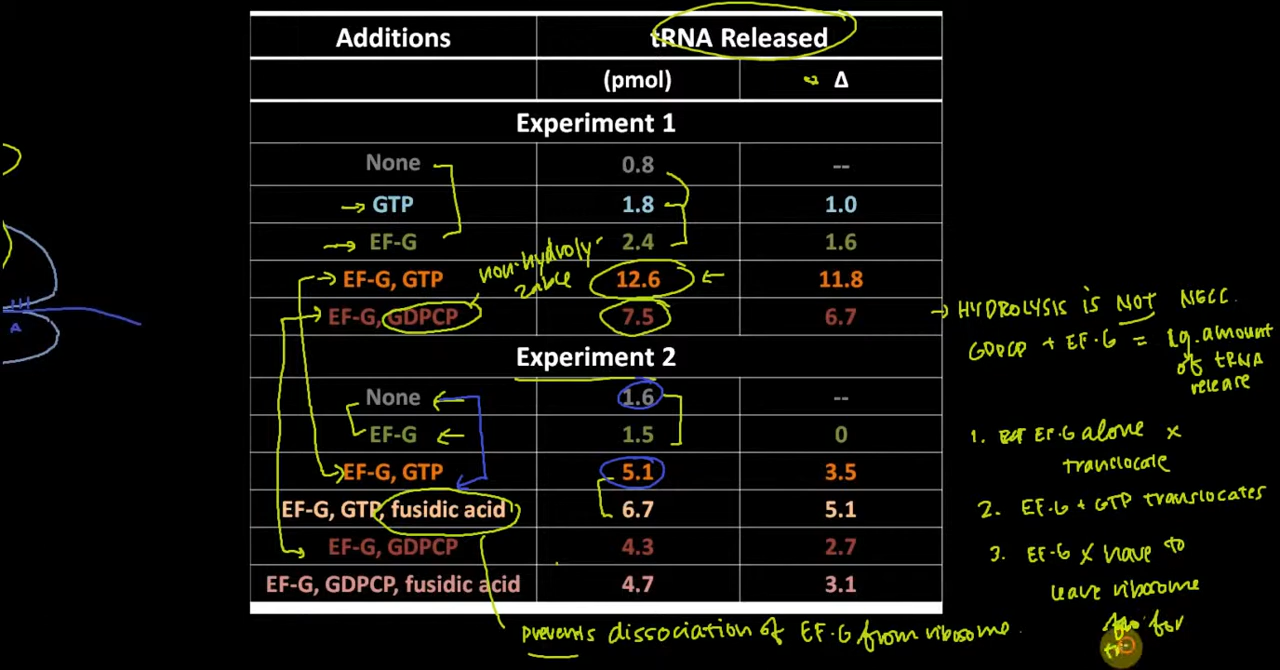 Additions tRNA Released
(pmol) Δ
Experiment 1
None 0.8 --
GTP 1.8 1.0
EF-G 2.4 1.6
EF-G, GTP 12.6 11.8
EF-G, GDPCP 7.5 6.7
Experiment 2
None 1.6 --
EF-G 1.5 0
EF-G, GTP 5.1 3.5
EF-G, GTP, fusidic acid 6.7 5.1
EF-G, GDPCP 4.3 2.7
EF-G, GDPCP, fusidic acid 4.7 3.1
non-hydroly-
zable
prevents dissociation of EF-G from ribosome.
A
→ HYDROLYSIS IS NOT NECC.
GDPCP + EF-G = lg. amount
of tRNA
release
1. EF-G alone x
translocate
2. EF-G + GTP translocates
3. EF-G x have to
leave ribosome
for